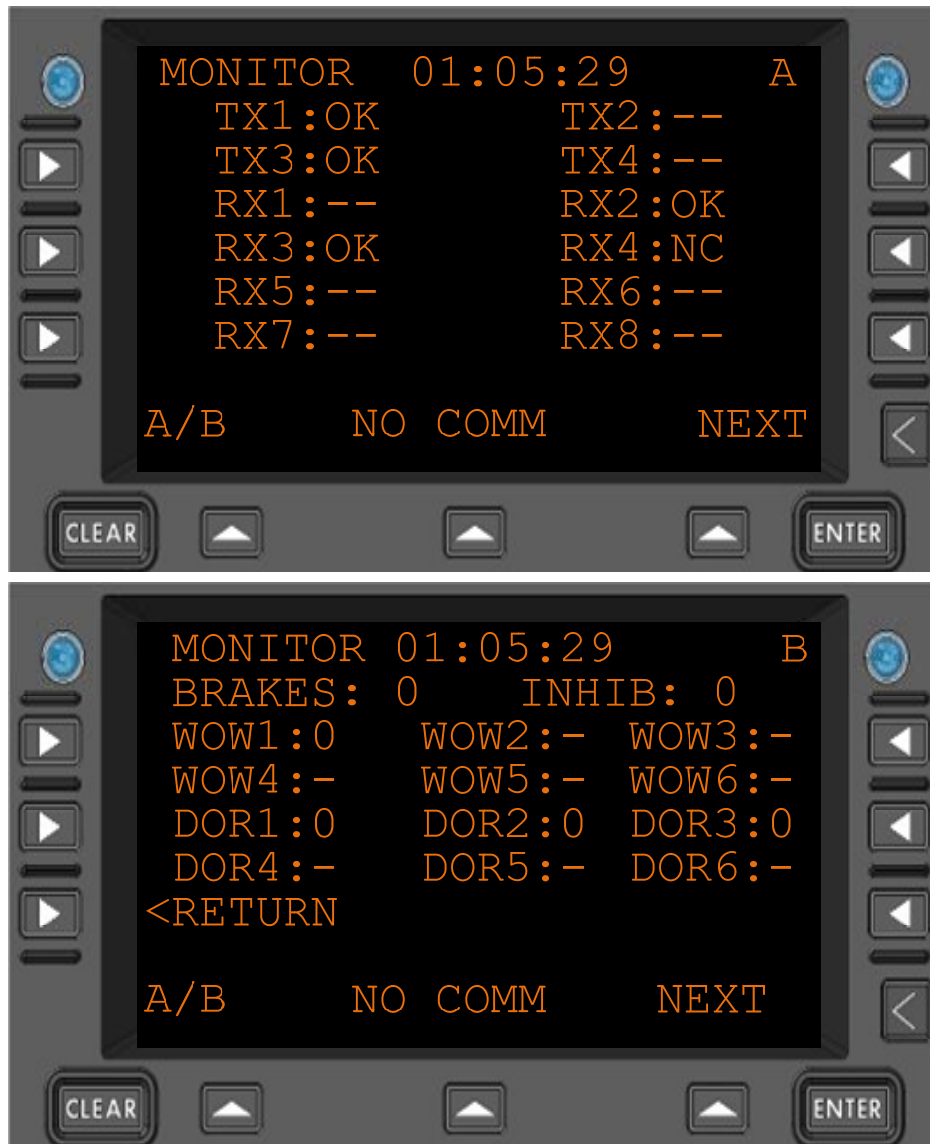 MONITOR 01:05:29 A
TX1:OK TX2:--
TX3:OK TX4:--
RX1:-- RX2:OK
RX3:OK RX4:NC
RX5:-- RX6:--
RX7:-- RX8:--
A/B NO COMM NEXT
CLEAR ENTER
MONITOR 01:05:29 B
BRAKES: 0 INHIB: 0
WOW1:0 WOW2:- WOW3:-
WOW4:- WOW5:- WOW6:-
DOR1:0 DOR2:0 DOR3:0
DOR4:- DOR5:- DOR6:-
<RETURN
A/B NO COMM NEXT
CLEAR ENTER